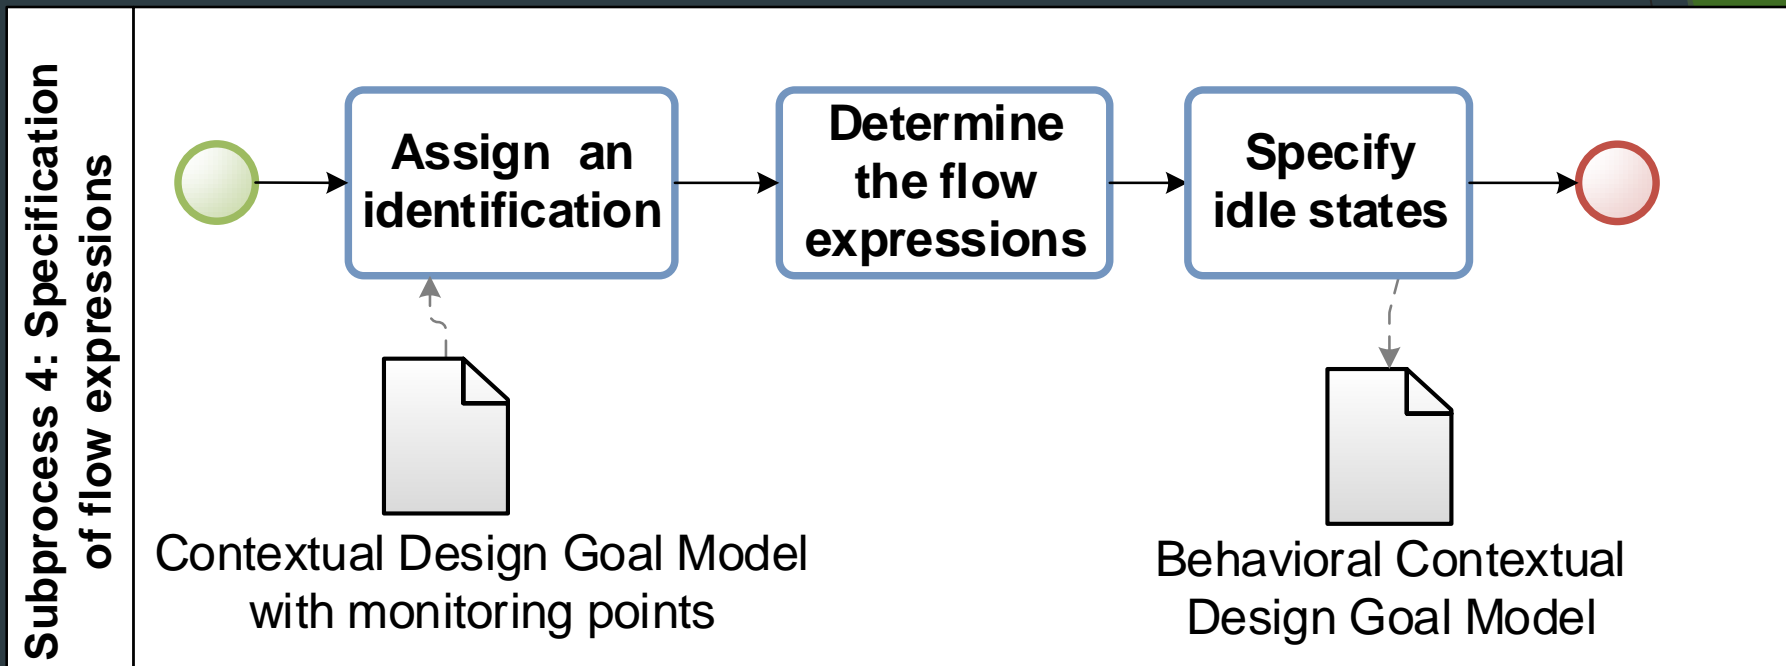 Subprocess 4: Specification
of flow expressions
Assign an
identification
Determine
the flow
expressions
Specify
idle states
Contextual Design Goal Model
with monitoring points
Behavioral Contextual
Design Goal Model